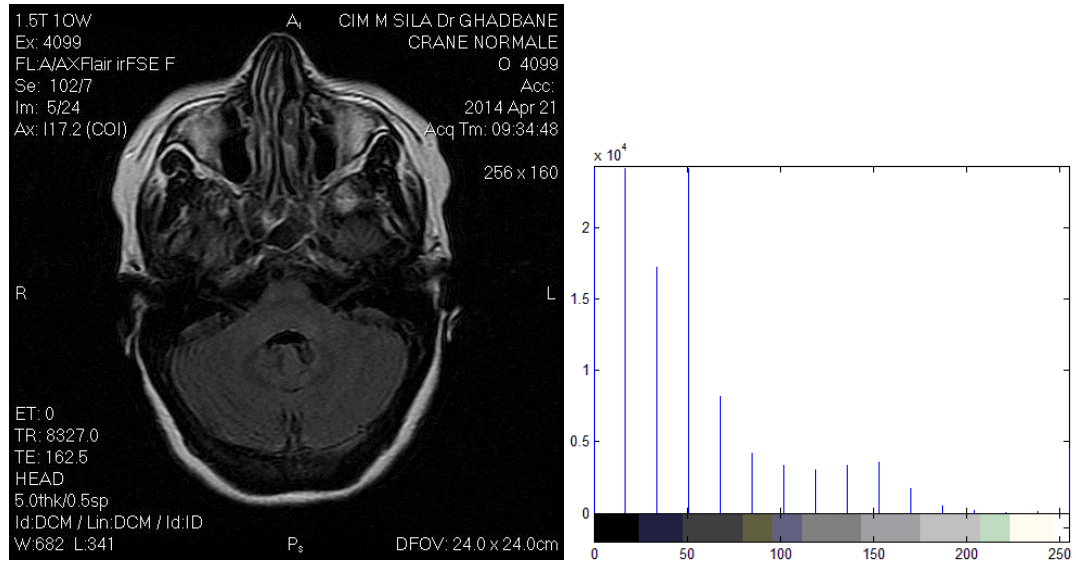 1.5T 1OW
Ex: 4099
FL:A/AXFlair irFSE F
Se: 102/7
Im: 5/24
Ax: I17.2 (COI)
A I
CIM M SILA Dr GHADBANE
CRANE NORMALE
O 4099
Acc:
2014 Apr 21
Acq Tm: 09:34:48
256 x 160
R
L
ET: 0
TR: 8327.0
TE: 162.5
HEAD
5.0thk/0.5sp
Id:DCM / Lin:DCM / Id:ID
W:682 L:341
P s
DFOV: 24.0 x 24.0cm
x 10^4
2
1.5
1
0.5
0
0 50 100 150 200 250